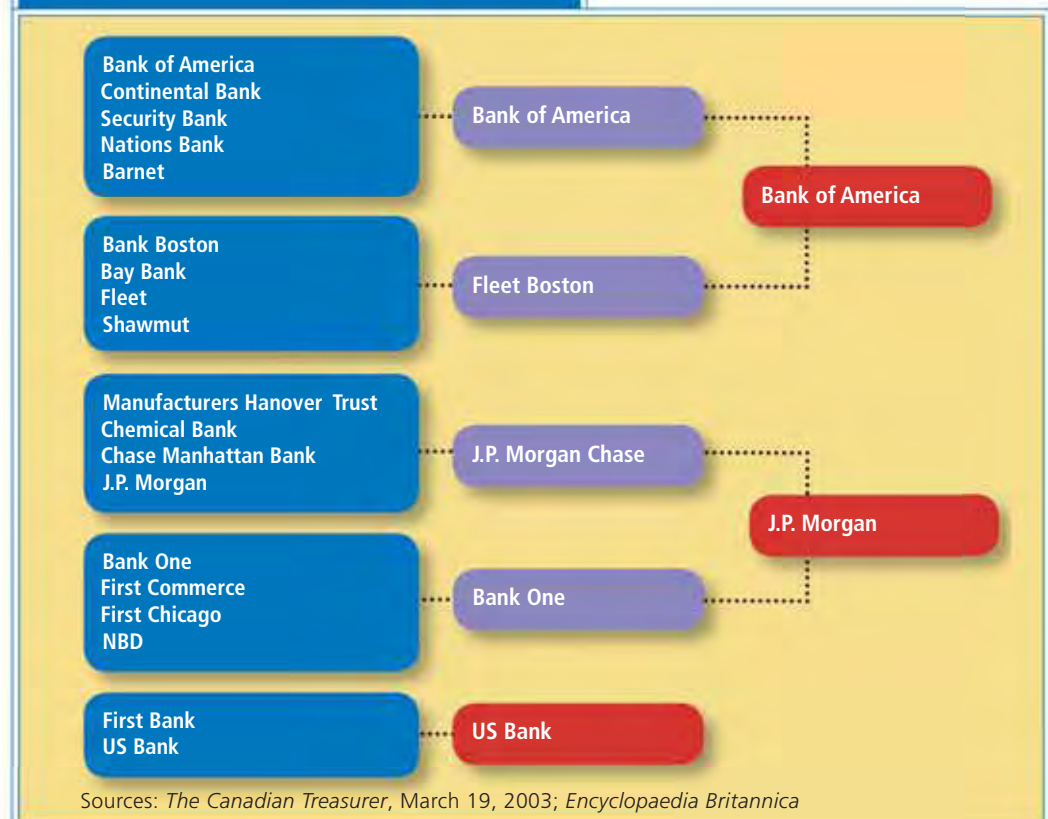 Bank of America
Continental Bank
Security Bank
Nations Bank
Barnet
Bank of America
Bank of America
Bank Boston
Bay Bank
Fleet
Shawmut
Fleet Boston
Manufacturers Hanover Trust
Chemical Bank
Chase Manhattan Bank
J.P. Morgan
J.P. Morgan Chase
J.P. Morgan
Bank One
First Commerce
First Chicago
NBD
Bank One
First Bank
US Bank
US Bank
Sources: The Canadian Treasurer, March 19, 2003; Encyclopaedia Britannica